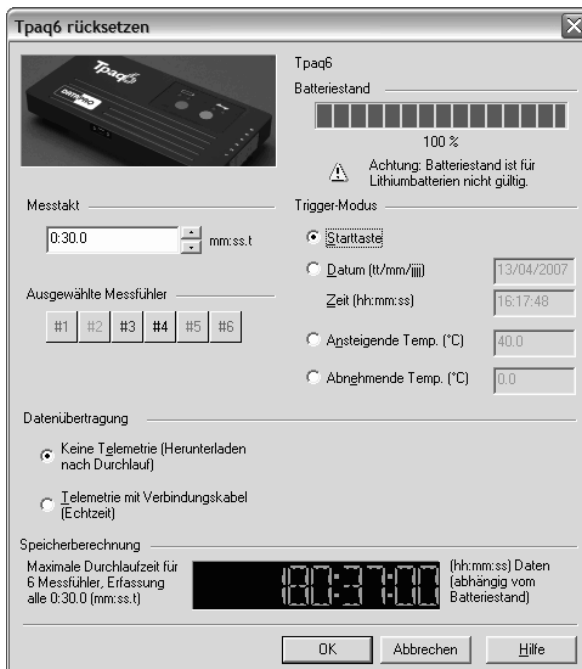 Tpaq6 rücksetzen
Tpaq6
DATAPRO
Tpaq6
Batteriestand
100 %
Achtung: Batteriestand ist für
Lithiumbatterien nicht gültig.
Messtakt
0:30.0
mm:ss.t
Trigger-Modus
Starttaste
Datum (tt/mm/jjjj)
13/04/2007
Zeit (hh:mm:ss)
16:17:48
Ansteigende Temp. (°C)
40.0
Abnehmende Temp. (°C)
0.0
Ausgewählte Messfühler
#1 #2 #3 #4 #5 #6
Datenübertragung
Keine Telemetrie (Herunterladen
nach Durchlauf)
Telemetrie mit Verbindungskabel
(Echtzeit)
Speicherberechnung
Maximale Durchlaufzeit für
6 Messfühler, Erfassung
alle 0:30.0 (mm:ss.t)
180:37:00
(hh:mm:ss) Daten
(abhängig vom
Batteriestand)
OK
Abbrechen
Hilfe